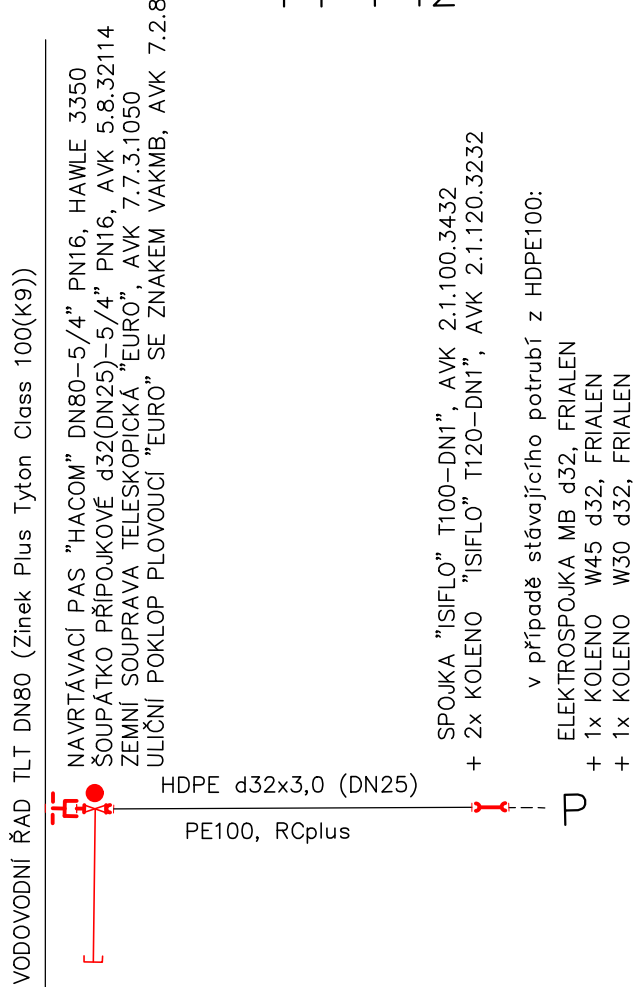 VODOVODNÍ ŘAD TLT DN80 (Zinek Plus Tyton Class 100(K9))
NAVRTÁVACÍ PAS "HACOM" DN80-5/4" PN16, HAWLE 3350
ŠOUPÁTKO PŘÍPOJKOVÉ d32(DN25)-5/4" PN16, AVK 5.8.32114
ZEMNÍ SOUPRAVA TELESKOPICKÁ "EURO", AVK 7.7.3.1050
ULIČNÍ POKLOP PLOVOUCÍ "EURO" SE ZNAKEM VAKMB, AVK 7.2.8
HDPE d32x3,0 (DN25)
PE100, RCplus
SPOJKA "ISIFLO" T100-DN1", AVK 2.1.100.3432
+ 2x KOLENO "ISIFLO" T120-DN1", AVK 2.1.120.3232
v případě stávajícího potrubí z HDPE100:
ELEKTROSPOJKA MB d32, FRIALEN
+ 1x KOLENO W45 d32, FRIALEN
+ 1x KOLENO W30 d32, FRIALEN
P